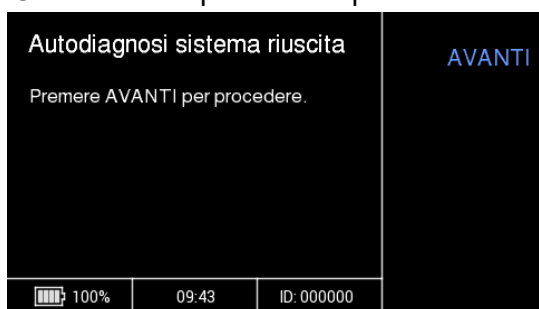 Autodiagnosi sistema riuscita
AVANTI
Premere AVANTI per procedere.
100%
09:43
ID: 000000